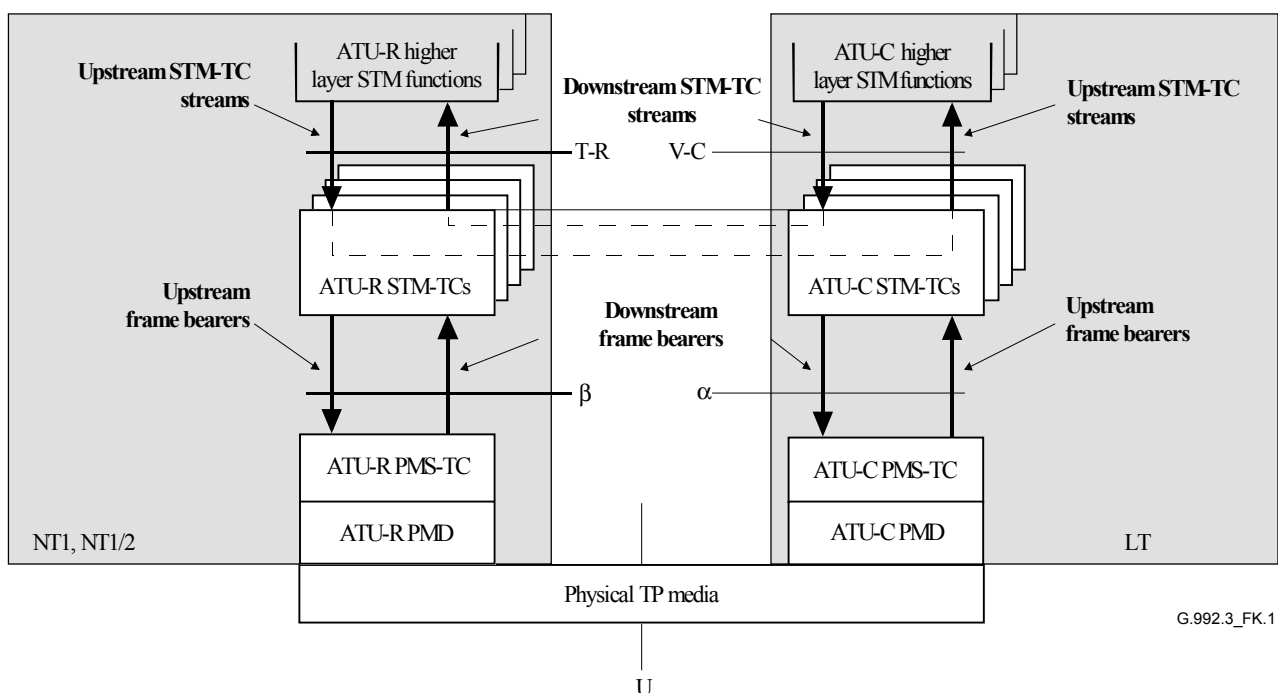 ATU-R higher
layer STM functions
ATU-C higher
layer STM functions
Upstream STM-TC
streams
Downstream STM-TC
streams
Upstream STM-TC
streams
T-R
V-C
ATU-R STM-TCs
ATU-C STM-TCs
Upstream
frame bearers
Downstream
frame bearers
Upstream
frame bearers
β
α
ATU-R PMS-TC
ATU-C PMS-TC
ATU-R PMD
ATU-C PMD
NT1, NT1/2
LT
Physical TP media
G.992.3_FK.1
U